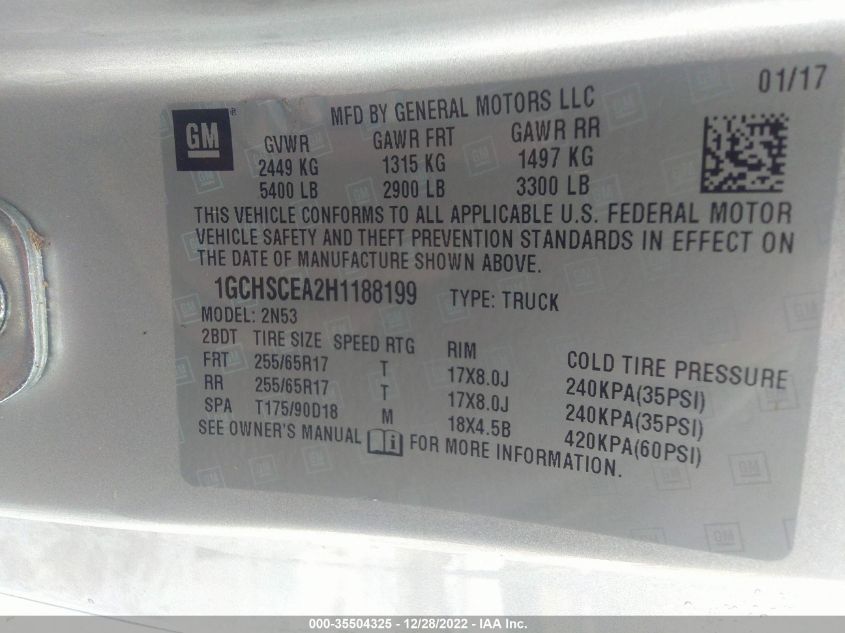 01/17
GM
MFD BY GENERAL MOTORS LLC
GVWR GAWR FRT GAWR RR
2449 KG 1315 KG 1497 KG
5400 LB 2900 LB 3300 LB
THIS VEHICLE CONFORMS TO ALL APPLICABLE U.S. FEDERAL MOTOR
VEHICLE SAFETY AND THEFT PREVENTION STANDARDS IN EFFECT ON
THE DATE OF MANUFACTURE SHOWN ABOVE.
1GCHSCEA2H1188199 TYPE: TRUCK
MODEL: 2N53
2BDT TIRE SIZE SPEED RTG RIM COLD TIRE PRESSURE
FRT 255/65R17 T 17X8.0J 240KPA(35PSI)
RR 255/65R17 T 17X8.0J 240KPA(35PSI)
SPA T175/90D18 M 18X4.5B 420KPA(60PSI)
SEE OWNER'S MANUAL FOR MORE INFORMATION.
000-35504325 - 12/28/2022 - IAA Inc.